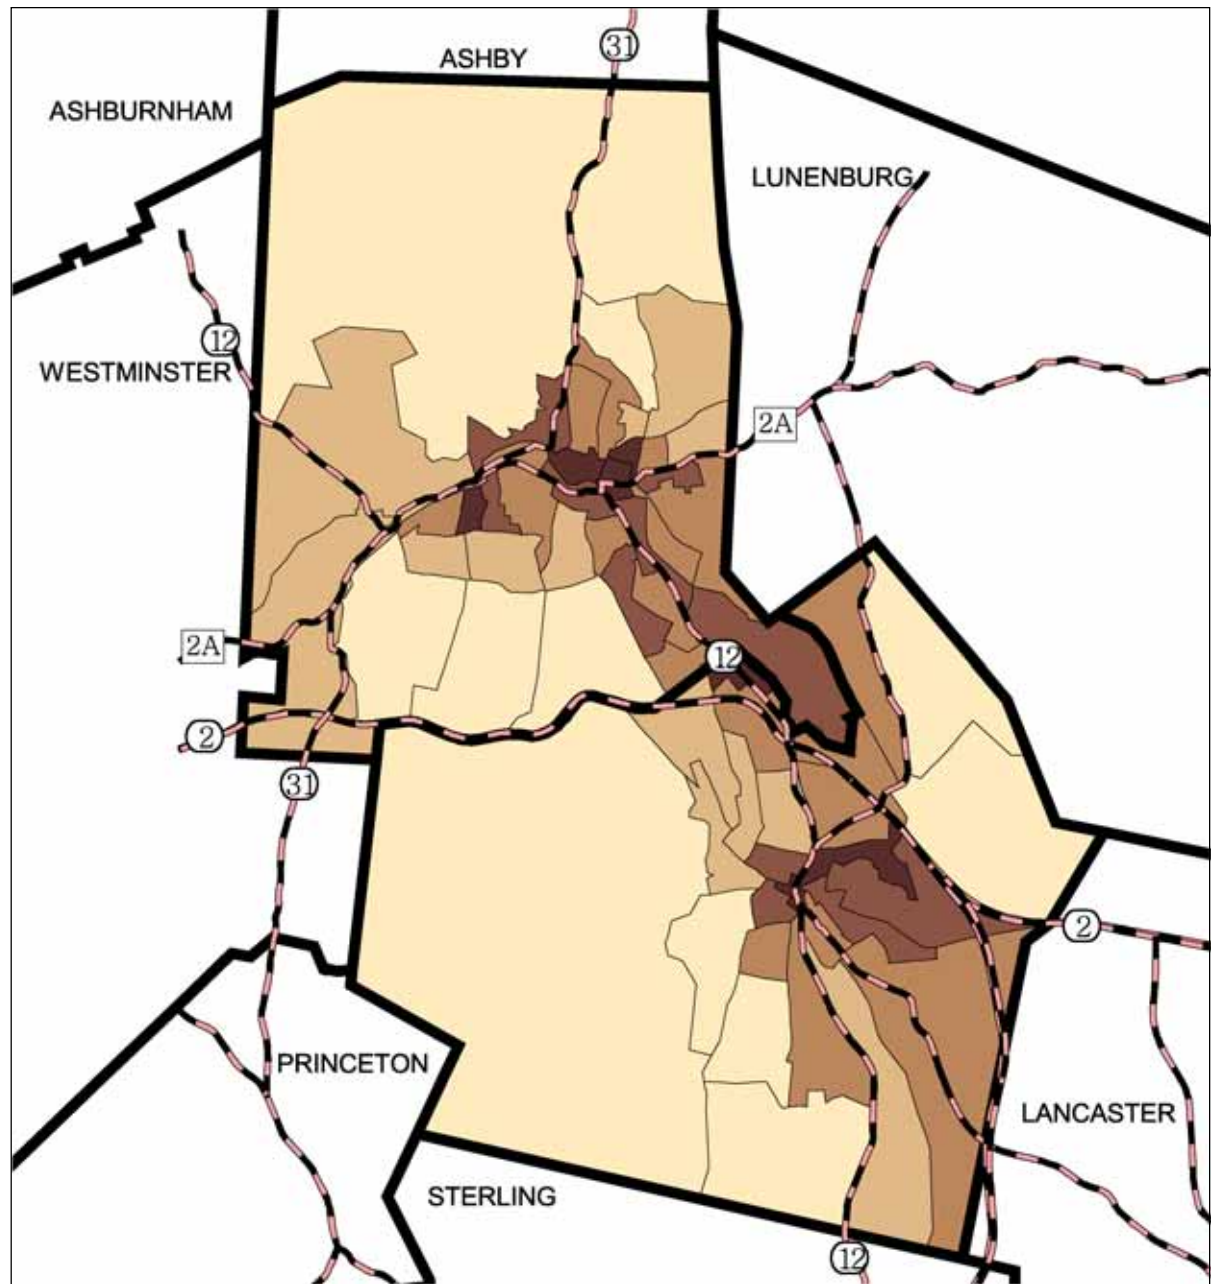 31
ASHBY
ASHBURNHAM
LUNENBURG
12
WESTMINSTER
2A
2A
12
2
31
2
PRINCETON
LANCASTER
STERLING
12